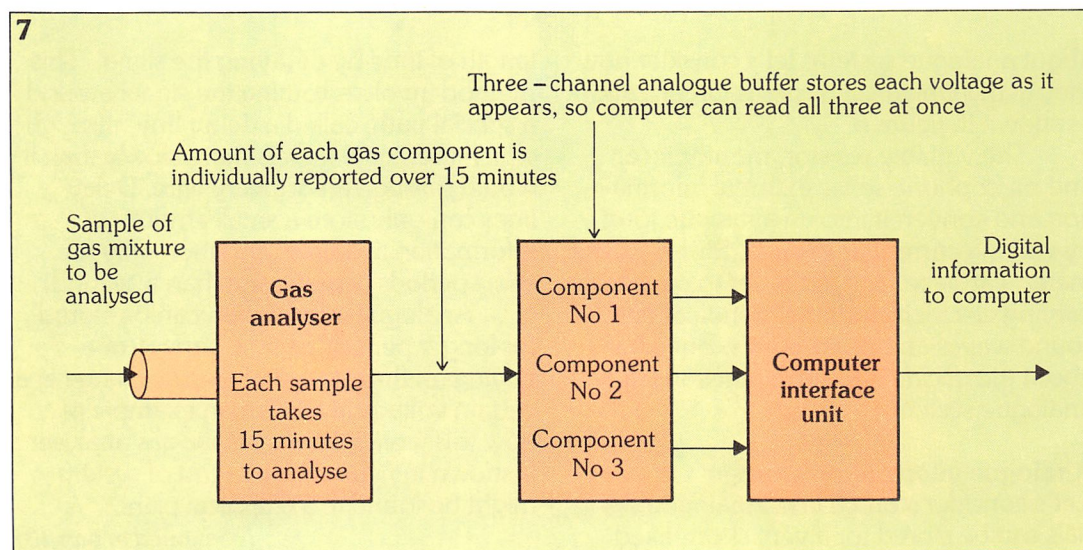 7
Three–channel analogue buffer stores each voltage as it
appears, so computer can read all three at once
Amount of each gas component is
individually reported over 15 minutes
Sample of
gas mixture
to be
analysed
Gas
analyser
Each sample
takes
15 minutes
to analyse
Component
No 1
Component
No 2
Component
No 3
Computer
interface
unit
Digital
information
to computer